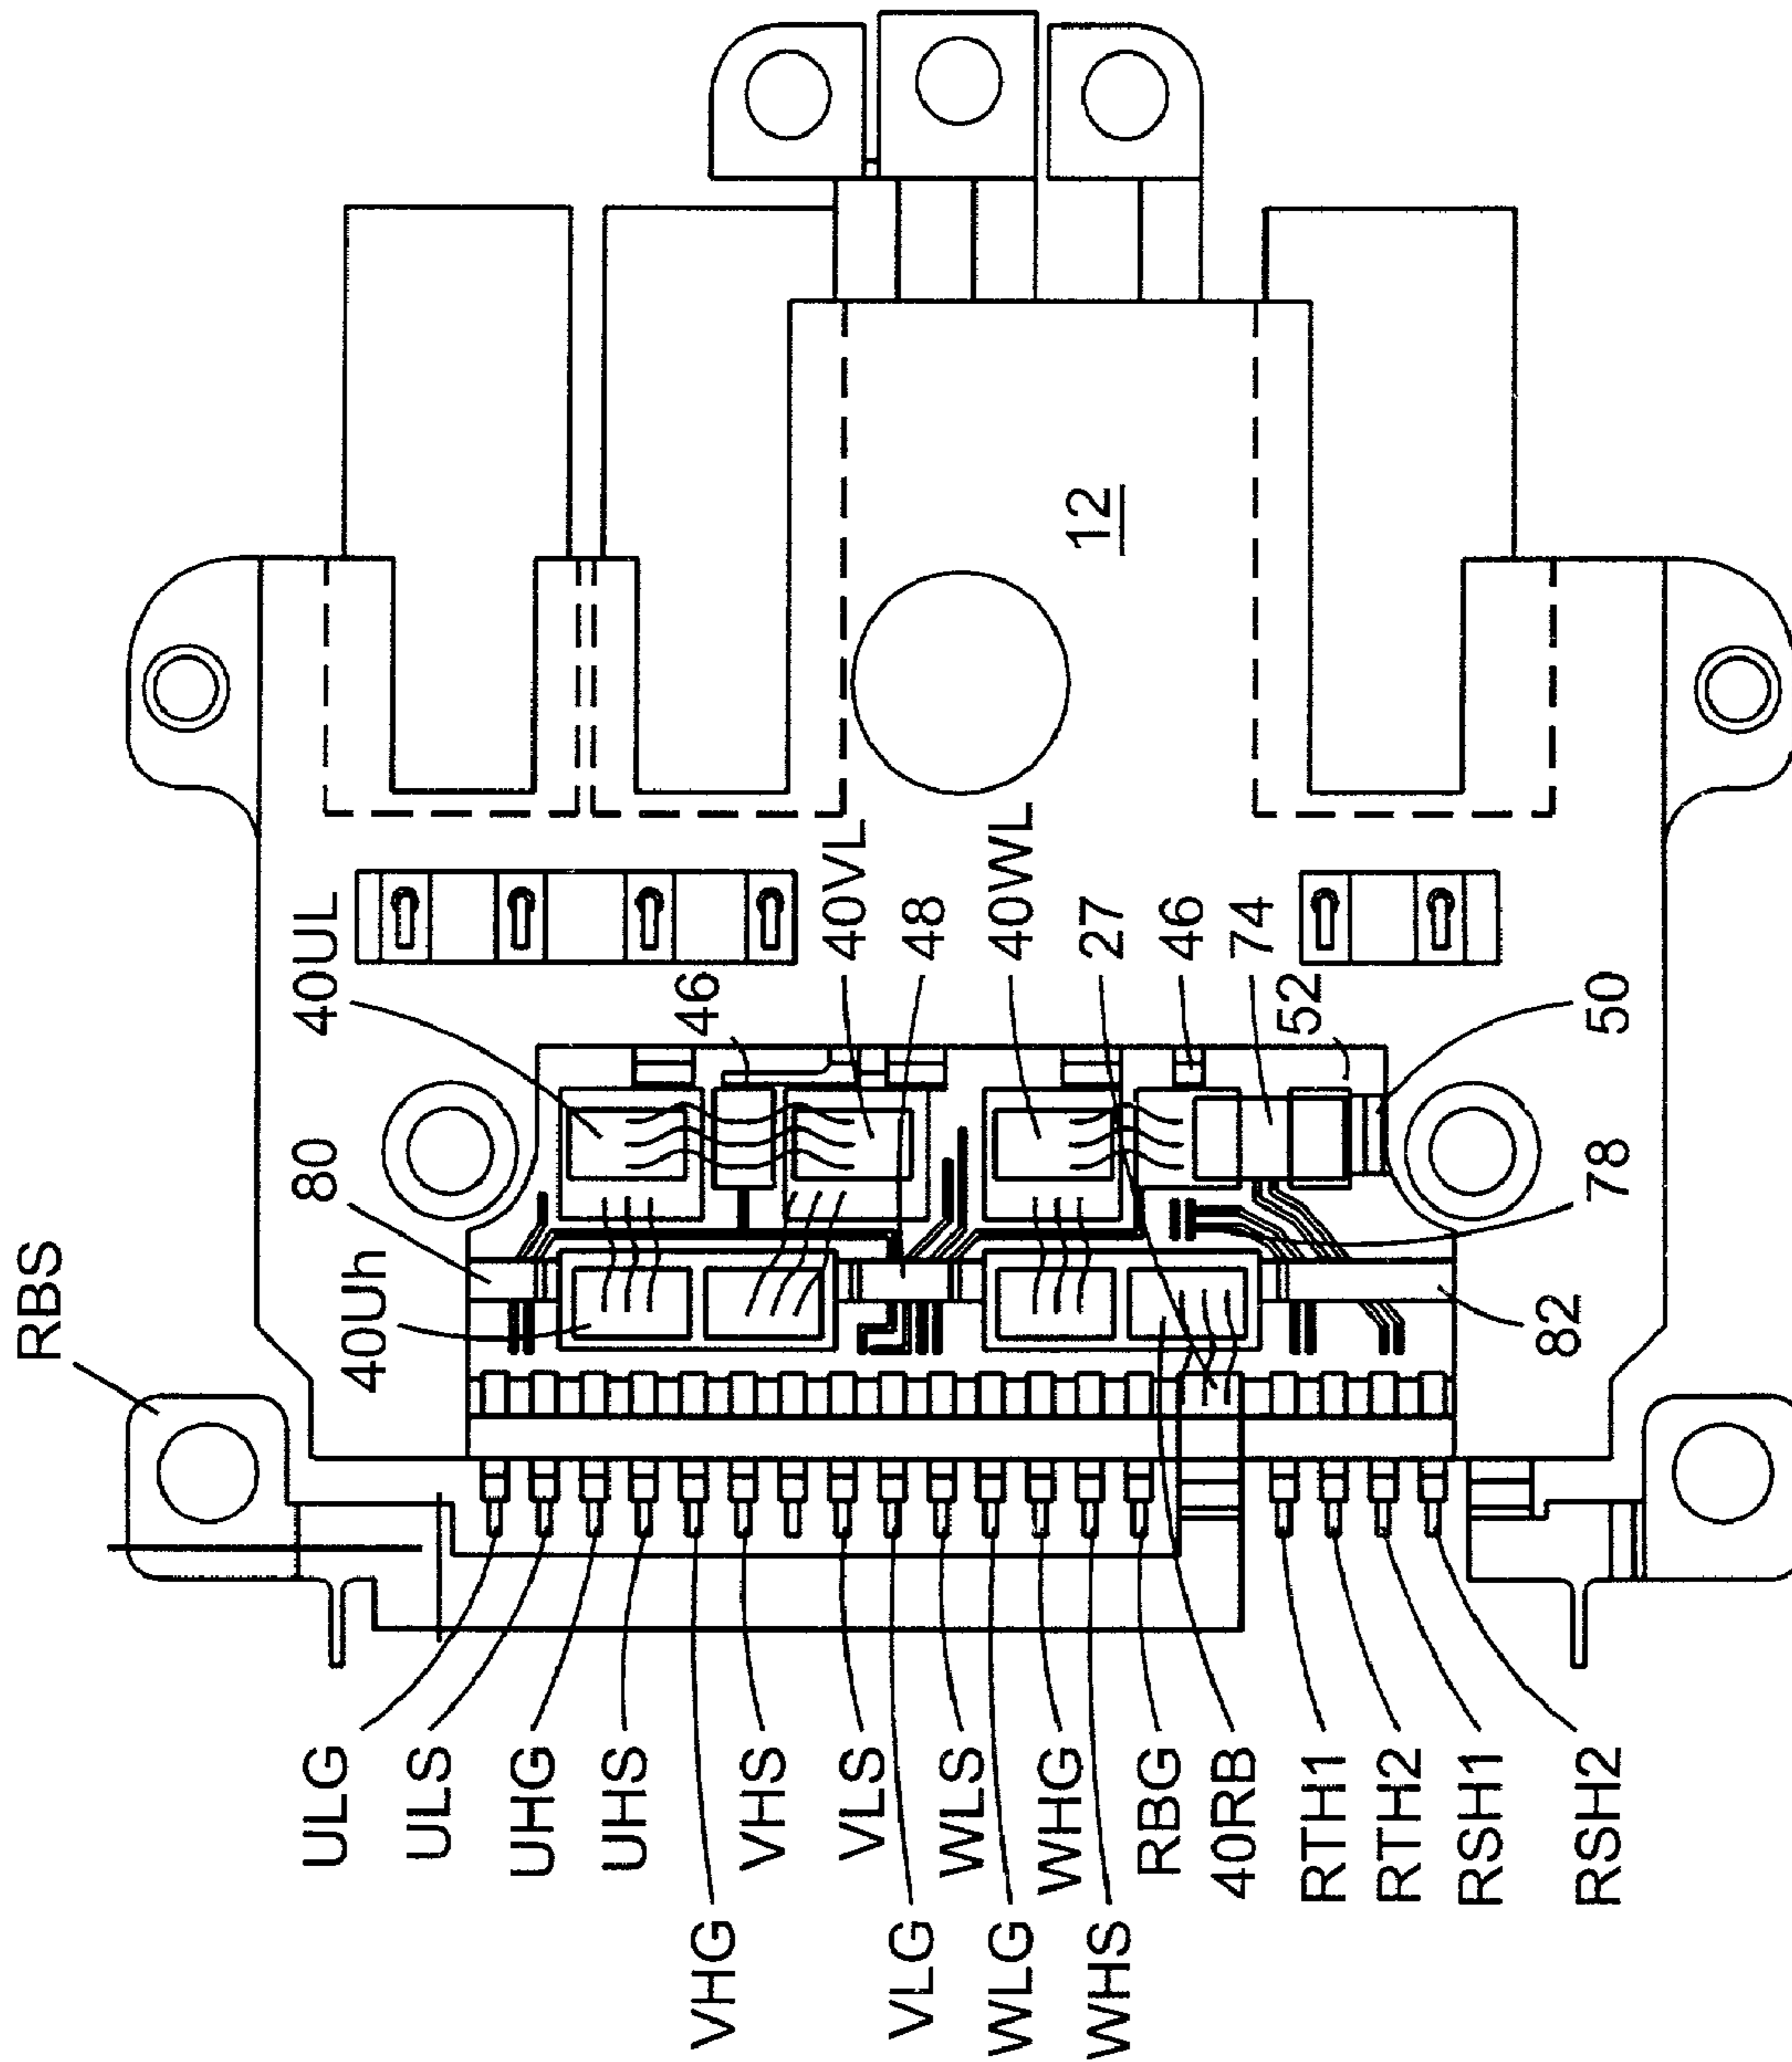 RBS
80
40UL
40Uh
46
40VL
48
12
40WL
27
46
74
52
50
78
82
ULG
ULS
UHG
UHS
VHG
VHS
VLS
VLG
WLS
WLG
WHG
WHS
RBG
40RB
RTH1
RTH2
RSH1
RSH2